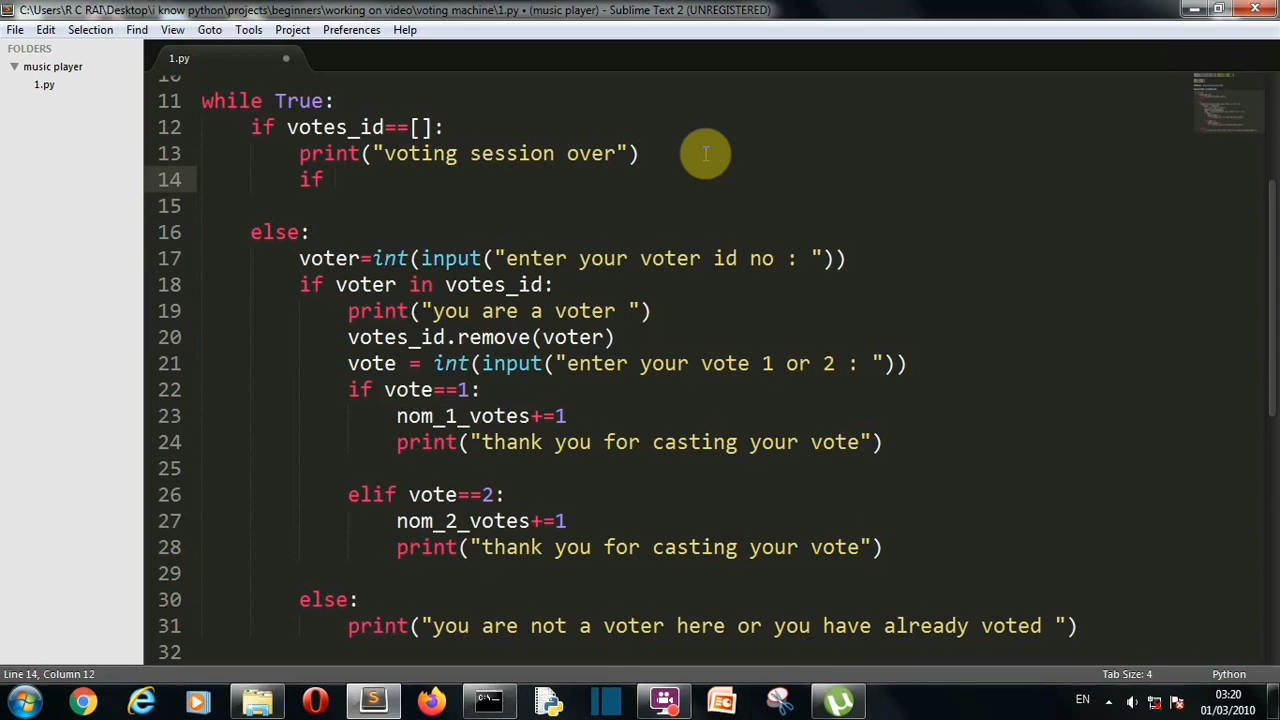 C:\Users\R C RAI\Desktop\i know python\projects\beginners\working on video\voting machine\1.py • (music player) - Sublime Text 2 (UNREGISTERED)
File Edit Selection Find View Goto Tools Project Preferences Help
FOLDERS
music player
1.py
1.py
10
11 while True:
12 if votes_id==[]:
13 print("voting session over")
14 if
15
16 else:
17 voter=int(input("enter your voter id no : "))
18 if voter in votes_id:
19 print("you are a voter ")
20 votes_id.remove(voter)
21 vote = int(input("enter your vote 1 or 2 : "))
22 if vote==1:
23 nom_1_votes+=1
24 print("thank you for casting your vote")
25
26 elif vote==2:
27 nom_2_votes+=1
28 print("thank you for casting your vote")
29
30 else:
31 print("you are not a voter here or you have already voted ")
32
Line 14, Column 12 Tab Size: 4 Python
EN 03:20
01/03/2010